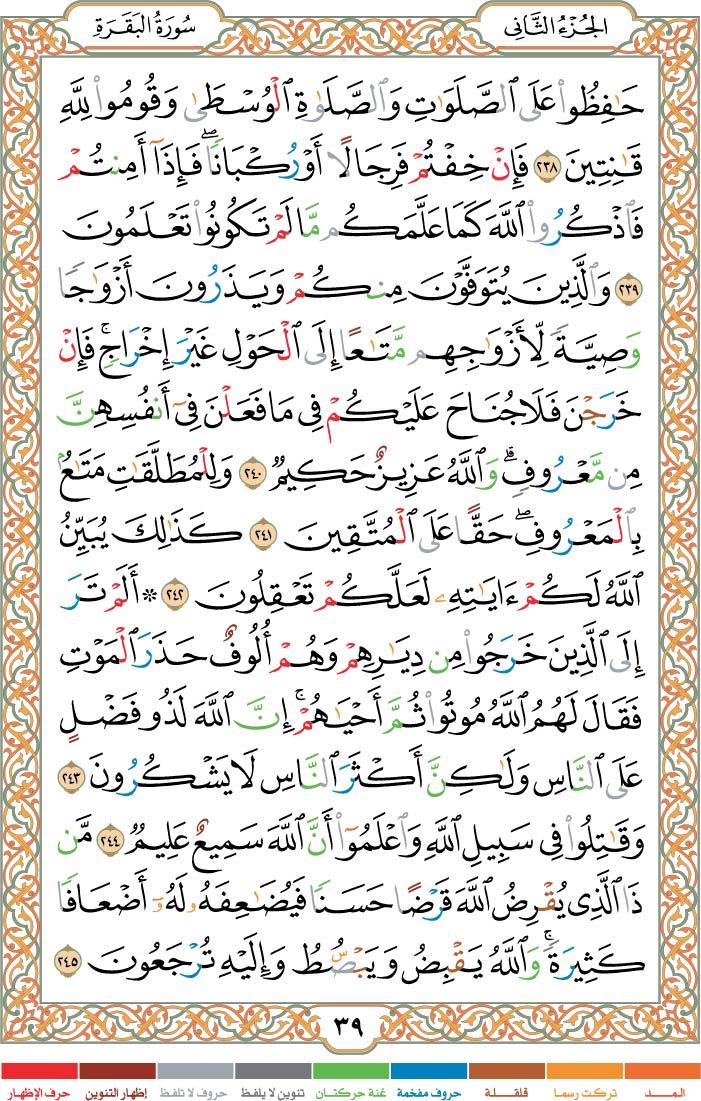 الجُزْءُ الثَّانِي
سُورَةُ البَقَرَةِ
حَٰفِظُوا۟ عَلَى ٱلصَّلَوَٰتِ وَٱلصَّلَوٰةِ ٱلْوُسْطَىٰ وَقُومُوا۟ لِلَّهِ
قَٰنِتِينَ ٢٣٨ فَإِنْ خِفْتُمْ فَرِجَالًا أَوْ رُكْبَانًا ۖ فَإِذَآ أَمِنتُمْ
فَٱذْكُرُوا۟ ٱللَّهَ كَمَا عَلَّمَكُم مَّا لَمْ تَكُونُوا۟ تَعْلَمُونَ
٢٣٩ وَٱلَّذِينَ يُتَوَفَّوْنَ مِنكُمْ وَيَذَرُونَ أَزْوَٰجًا
وَصِيَّةً لِّأَزْوَٰجِهِم مَّتَٰعًا إِلَى ٱلْحَوْلِ غَيْرَ إِخْرَاجٍ ۚ فَإِنْ
خَرَجْنَ فَلَا جُنَاحَ عَلَيْكُمْ فِى مَا فَعَلْنَ فِىٓ أَنفُسِهِنَّ
مِن مَّعْرُوفٍ ۗ وَٱللَّهُ عَزِيزٌ حَكِيمٌ ٢٤٠ وَلِلْمُطَلَّقَٰتِ مَتَٰعٌۢ
بِٱلْمَعْرُوفِ ۖ حَقًّا عَلَى ٱلْمُتَّقِينَ ٢٤١ كَذَٰلِكَ يُبَيِّنُ
ٱللَّهُ لَكُمْ ءَايَٰتِهِۦ لَعَلَّكُمْ تَعْقِلُونَ ٢٤٢ ۞ أَلَمْ تَرَ
إِلَى ٱلَّذِينَ خَرَجُوا۟ مِن دِيَٰرِهِمْ وَهُمْ أُلُوفٌ حَذَرَ ٱلْمَوْتِ
فَقَالَ لَهُمُ ٱللَّهُ مُوتُوا۟ ثُمَّ أَحْيَٰهُمْ ۚ إِنَّ ٱللَّهَ لَذُو فَضْلٍ
عَلَى ٱلنَّاسِ وَلَٰكِنَّ أَكْثَرَ ٱلنَّاسِ لَا يَشْكُرُونَ ٢٤٣
وَقَٰتِلُوا۟ فِى سَبِيلِ ٱللَّهِ وَٱعْلَمُوٓا۟ أَنَّ ٱللَّهَ سَمِيعٌ عَلِيمٌ ٢٤٤ مَّن
ذَا ٱلَّذِى يُقْرِضُ ٱللَّهَ قَرْضًا حَسَنًا فَيُضَٰعِفَهُۥ لَهُۥٓ أَضْعَافًا
كَثِيرَةً ۚ وَٱللَّهُ يَقْبِضُ وَيَبْصُۜطُ وَإِلَيْهِ تُرْجَعُونَ ٢٤٥
٣٩
المـــد تركت رسما قلقـلة حروف مفخمة غنة حركتان تنوين لا يلفظ حروف لا تلفظ إظهار التنوين حرف الإظهار